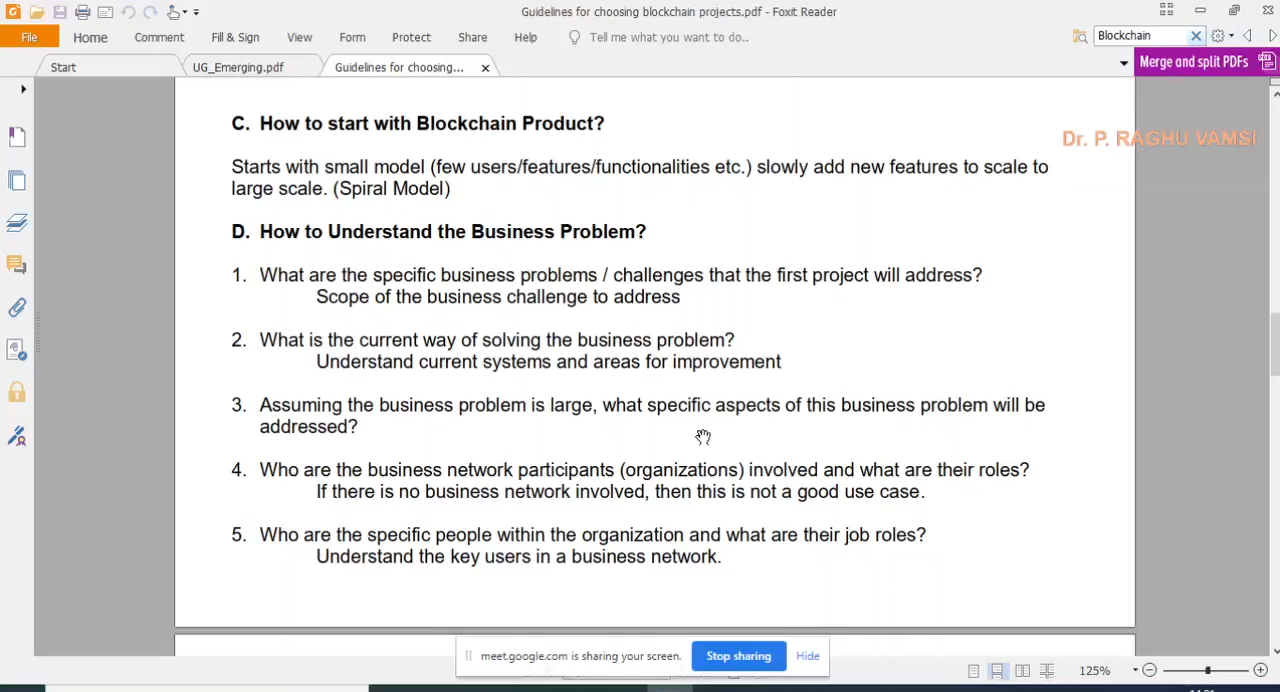 Guidelines for choosing blockchain projects.pdf - Foxit Reader
File Home Comment Fill & Sign View Form Protect Share Help Tell me what you want to do.. Blockchain
Start UG_Emerging.pdf Guidelines for choosing... Merge and split PDFs
C. How to start with Blockchain Product?
Dr. P. RAGHU VAMSI
Starts with small model (few users/features/functionalities etc.) slowly add new features to scale to
large scale. (Spiral Model)
D. How to Understand the Business Problem?
1. What are the specific business problems / challenges that the first project will address?
Scope of the business challenge to address
2. What is the current way of solving the business problem?
Understand current systems and areas for improvement
3. Assuming the business problem is large, what specific aspects of this business problem will be
addressed?
4. Who are the business network participants (organizations) involved and what are their roles?
If there is no business network involved, then this is not a good use case.
5. Who are the specific people within the organization and what are their job roles?
Understand the key users in a business network.
meet.google.com is sharing your screen. Stop sharing Hide
125%